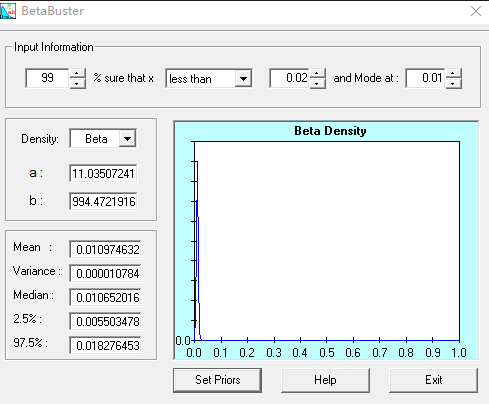 BetaBuster
Input Information
99 % sure that x less than 0.02 and Mode at : 0.01
Density: Beta
a : 11.03507241
b : 994.4721916
Mean : 0.010974632
Variance : 0.000010784
Median : 0.010652016
2.5% : 0.005503478
97.5% : 0.018276453
Beta Density
0.0
0.0 0.1 0.2 0.3 0.4 0.5 0.6 0.7 0.8 0.9 1.0
Set Priors Help Exit